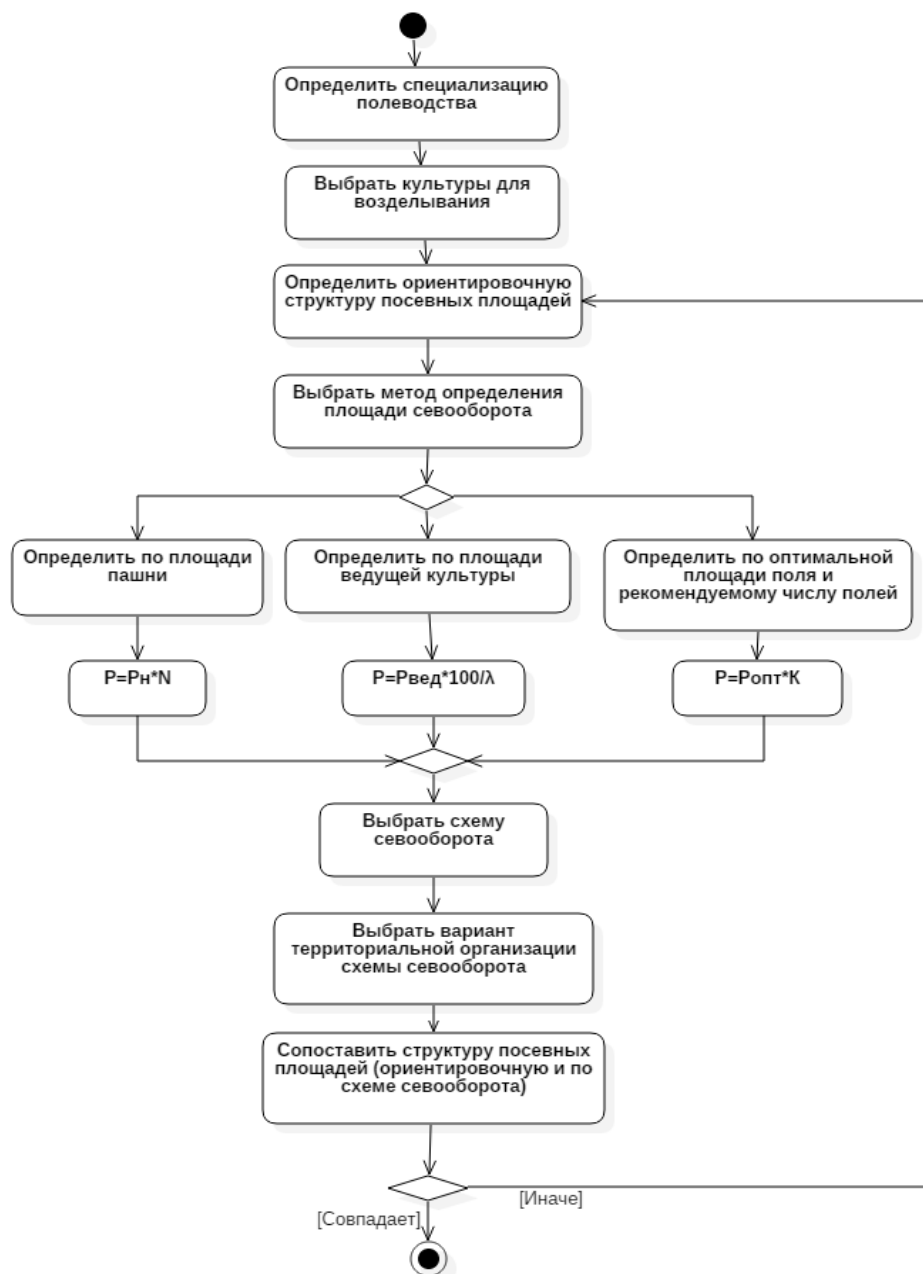 Определить специализацию
полеводства
Выбрать культуры для
возделывания
Определить ориентировочную
структуру посевных площадей
Выбрать метод определения
площади севооборота
Определить по площади
пашни
Определить по площади
ведущей культуры
Определить по оптимальной
площади поля и
рекомендуемому числу полей
P=Pн*N
P=Pвед*100/λ
P=Pопт*К
Выбрать схему
севооборота
Выбрать вариант
территориальной организации
схемы севооборота
Сопоставить структуру посевных
площадей (ориентировочную и по
схеме севооборота)
[Иначе]
[Совпадает]